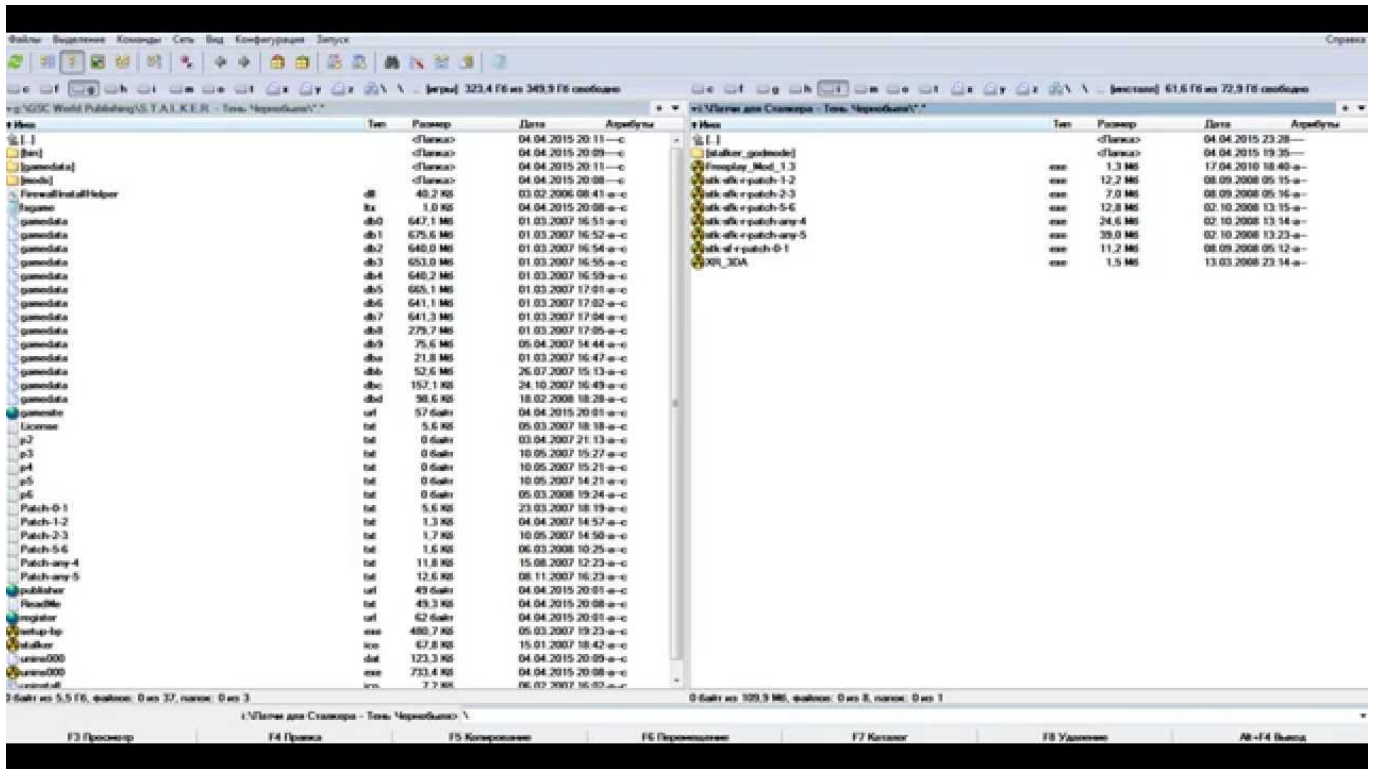 Файлы Выделение Команды Сеть Вид Конфигурация Запуск Справка
c f g h i m o t x y z \ \ .. [игры] 323,4 Гб из 349,9 Гб свободно
c f g h i m o t x y z \ \ .. [инсталл] 61,6 Гб из 72,9 Гб свободно
g:\GSC World Publishing\S.T.A.L.K.E.R. - Тень Чернобыля\*.*
i:\Патчи для Сталкера - Тень Чернобыля\*.*
Имя Тип Размер Дата Атрибуты
[..] <Папка> 04.04.2015 20:11 ---c
[bin] <Папка> 04.04.2015 20:09 ---c
[gamedata] <Папка> 04.04.2015 20:11 ---c
[mods] <Папка> 04.04.2015 20:08 ---c
FirewallInstallHelper dll 40,2 Кб 03.02.2006 08:41 -a--c
fsgame ltx 1,0 Кб 04.04.2015 20:08 -a--c
gamedata db0 647,1 Мб 01.03.2007 16:51 -a--c
gamedata db1 675,6 Мб 01.03.2007 16:52 -a--c
gamedata db2 640,0 Мб 01.03.2007 16:54 -a--c
gamedata db3 653,0 Мб 01.03.2007 16:55 -a--c
gamedata db4 640,2 Мб 01.03.2007 16:59 -a--c
gamedata db5 665,1 Мб 01.03.2007 17:01 -a--c
gamedata db6 641,1 Мб 01.03.2007 17:02 -a--c
gamedata db7 641,3 Мб 01.03.2007 17:04 -a--c
gamedata db8 279,7 Мб 01.03.2007 17:05 -a--c
gamedata db9 75,6 Мб 05.04.2007 14:44 -a--c
gamedata dba 21,8 Мб 01.03.2007 16:47 -a--c
gamedata dbb 52,6 Мб 26.07.2007 15:13 -a--c
gamedata dbc 157,1 Кб 24.10.2007 16:49 -a--c
gamedata dbd 98,6 Кб 18.02.2008 18:28 -a--c
gamesite url 57 байт 04.04.2015 20:01 -a--c
License txt 5,6 Кб 05.03.2007 18:18 -a--c
p2 txt 0 байт 03.04.2007 21:13 -a--c
p3 txt 0 байт 10.05.2007 15:27 -a--c
p4 txt 0 байт 10.05.2007 15:21 -a--c
p5 txt 0 байт 10.05.2007 14:21 -a--c
p6 txt 0 байт 05.03.2008 19:24 -a--c
Patch-0-1 txt 5,6 Кб 23.03.2007 18:19 -a--c
Patch-1-2 txt 1,3 Кб 04.04.2007 14:57 -a--c
Patch-2-3 txt 1,7 Кб 10.05.2007 14:50 -a--c
Patch-5-6 txt 1,6 Кб 06.03.2008 10:25 -a--c
Patch-any-4 txt 11,8 Кб 15.08.2007 12:23 -a--c
Patch-any-5 txt 12,6 Кб 08.11.2007 16:23 -a--c
publisher url 49 байт 04.04.2015 20:01 -a--c
ReadMe txt 49,3 Кб 04.04.2015 20:08 -a--c
register url 62 байт 04.04.2015 20:01 -a--c
setup-bp exe 480,7 Кб 05.03.2007 19:23 -a--c
stalker ico 67,8 Кб 15.01.2007 18:42 -a--c
unins000 dat 123,3 Кб 04.04.2015 20:09 -a--c
unins000 exe 733,4 Кб 04.04.2015 20:08 -a--c
uninstall ico 7,2 Кб 06.02.2007 16:02 -a--c
0 байт из 5,5 Гб, файлов: 0 из 37, папок: 0 из 3
Имя Тип Размер Дата Атрибуты
[..] <Папка> 04.04.2015 23:28 ----
[stalker_godmode] <Папка> 04.04.2015 19:35 ----
Freeplay_Mod_1.3 exe 1,3 Мб 17.04.2010 18:40 -a--
stk-sfk-r-patch-1-2 exe 12,2 Мб 08.09.2008 05:15 -a--
stk-sfk-r-patch-2-3 exe 7,0 Мб 08.09.2008 05:16 -a--
stk-sfk-r-patch-5-6 exe 12,8 Мб 02.10.2008 13:15 -a--
stk-sfk-r-patch-any-4 exe 24,6 Мб 02.10.2008 13:14 -a--
stk-sfk-r-patch-any-5 exe 39,0 Мб 02.10.2008 13:23 -a--
stk-sf-r-patch-0-1 exe 11,2 Мб 08.09.2008 05:12 -a--
XR_3DA exe 1,5 Мб 13.03.2008 23:14 -a--
0 байт из 109,9 Мб, файлов: 0 из 8, папок: 0 из 1
i:\Патчи для Сталкера - Тень Чернобыля> \
F3 Просмотр F4 Правка F5 Копирование F6 Перемещение F7 Каталог F8 Удаление Alt+F4 Выход